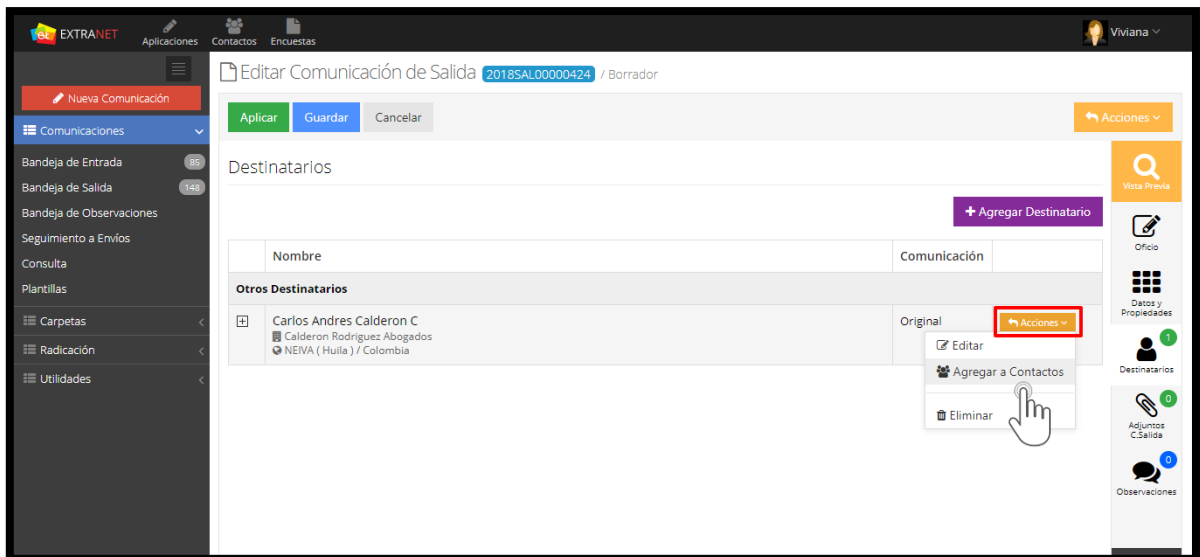 ec EXTRANET
Aplicaciones Contactos Encuestas
Viviana
Editar Comunicación de Salida 2018SAL00000424 / Borrador
Nueva Comunicación
Aplicar Guardar Cancelar
Acciones
Comunicaciones
Bandeja de Entrada 85
Bandeja de Salida 148
Bandeja de Observaciones
Seguimiento a Envíos
Consulta
Plantillas
Carpetas
Radicación
Utilidades
Destinatarios
+ Agregar Destinatario
Nombre Comunicación
Otros Destinatarios
Carlos Andres Calderon C Original Acciones
Calderon Rodriguez Abogados
NEIVA ( Huila ) / Colombia
Editar
Agregar a Contactos
Eliminar
Vista Previa
Oficio
Datos y
Propiedades
1
Destinatarios
0
Adjuntos
C.Salida
0
Observaciones